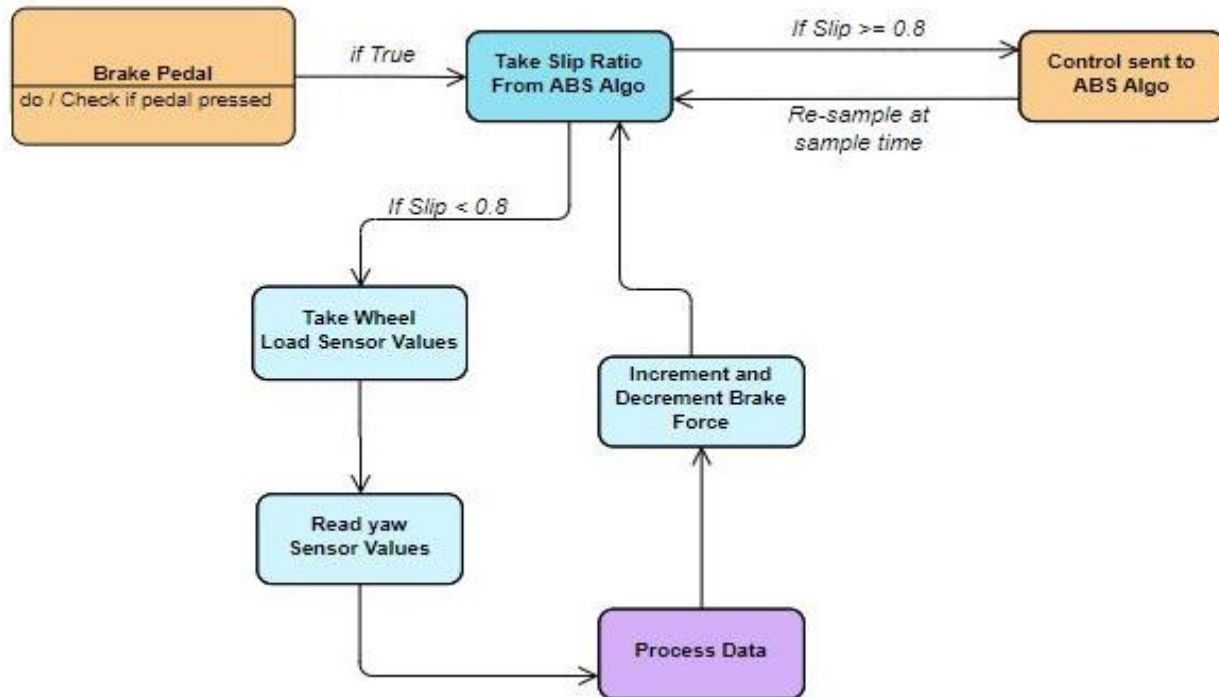 Brake Pedal
do / Check if pedal pressed
if True
Take Slip Ratio
From ABS Algo
If Slip >= 0.8
Control sent to
ABS Algo
Re-sample at
sample time
If Slip < 0.8
Take Wheel
Load Sensor Values
Read yaw
Sensor Values
Process Data
Increment and
Decrement Brake
Force